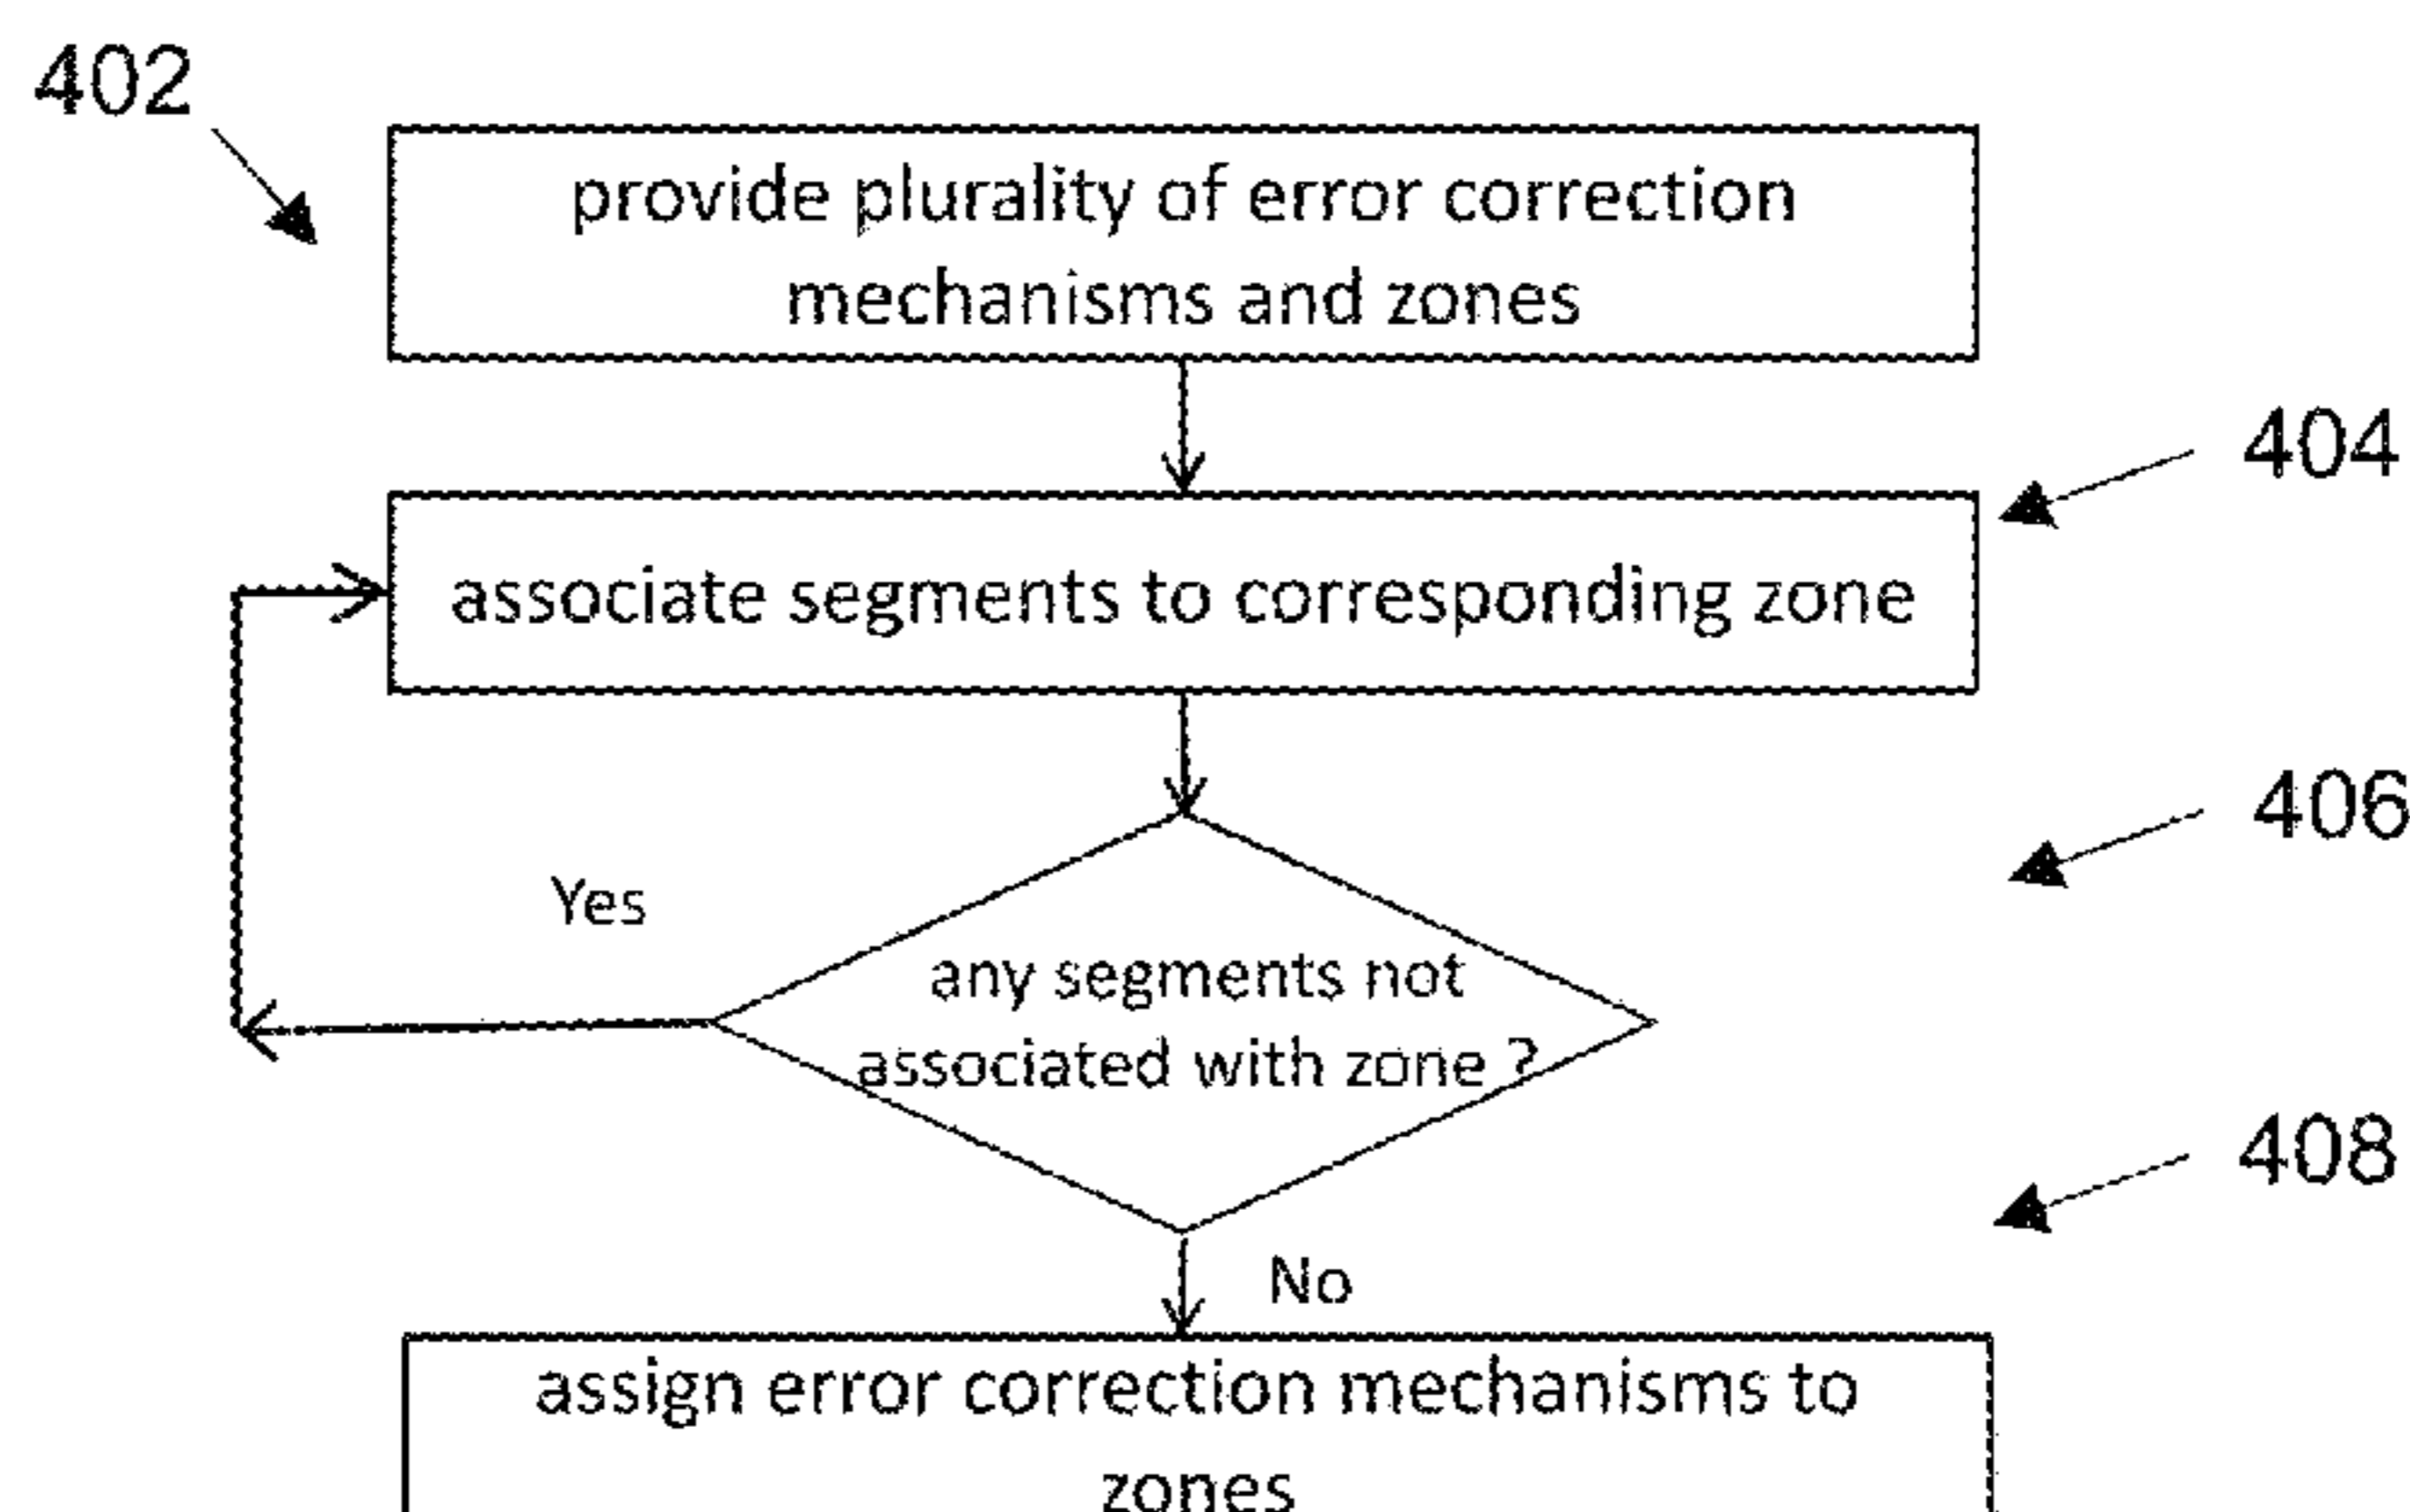 402
provide plurality of error correction
mechanisms and zones
404
associate segments to corresponding zone
406
Yes
any segments not
associated with zone ?
408
No
assign error correction mechanisms to
zones